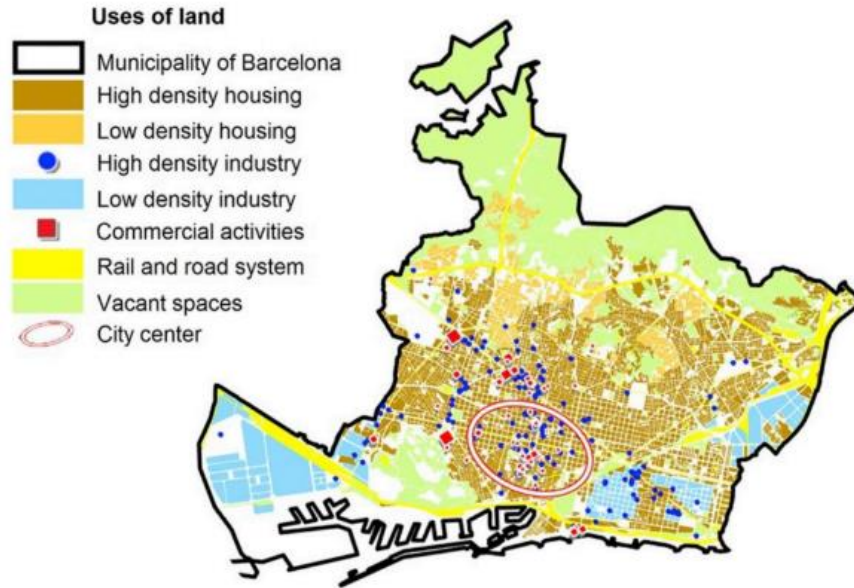 Uses of land
Municipality of Barcelona
High density housing
Low density housing
High density industry
Low density industry
Commercial activities
Rail and road system
Vacant spaces
City center